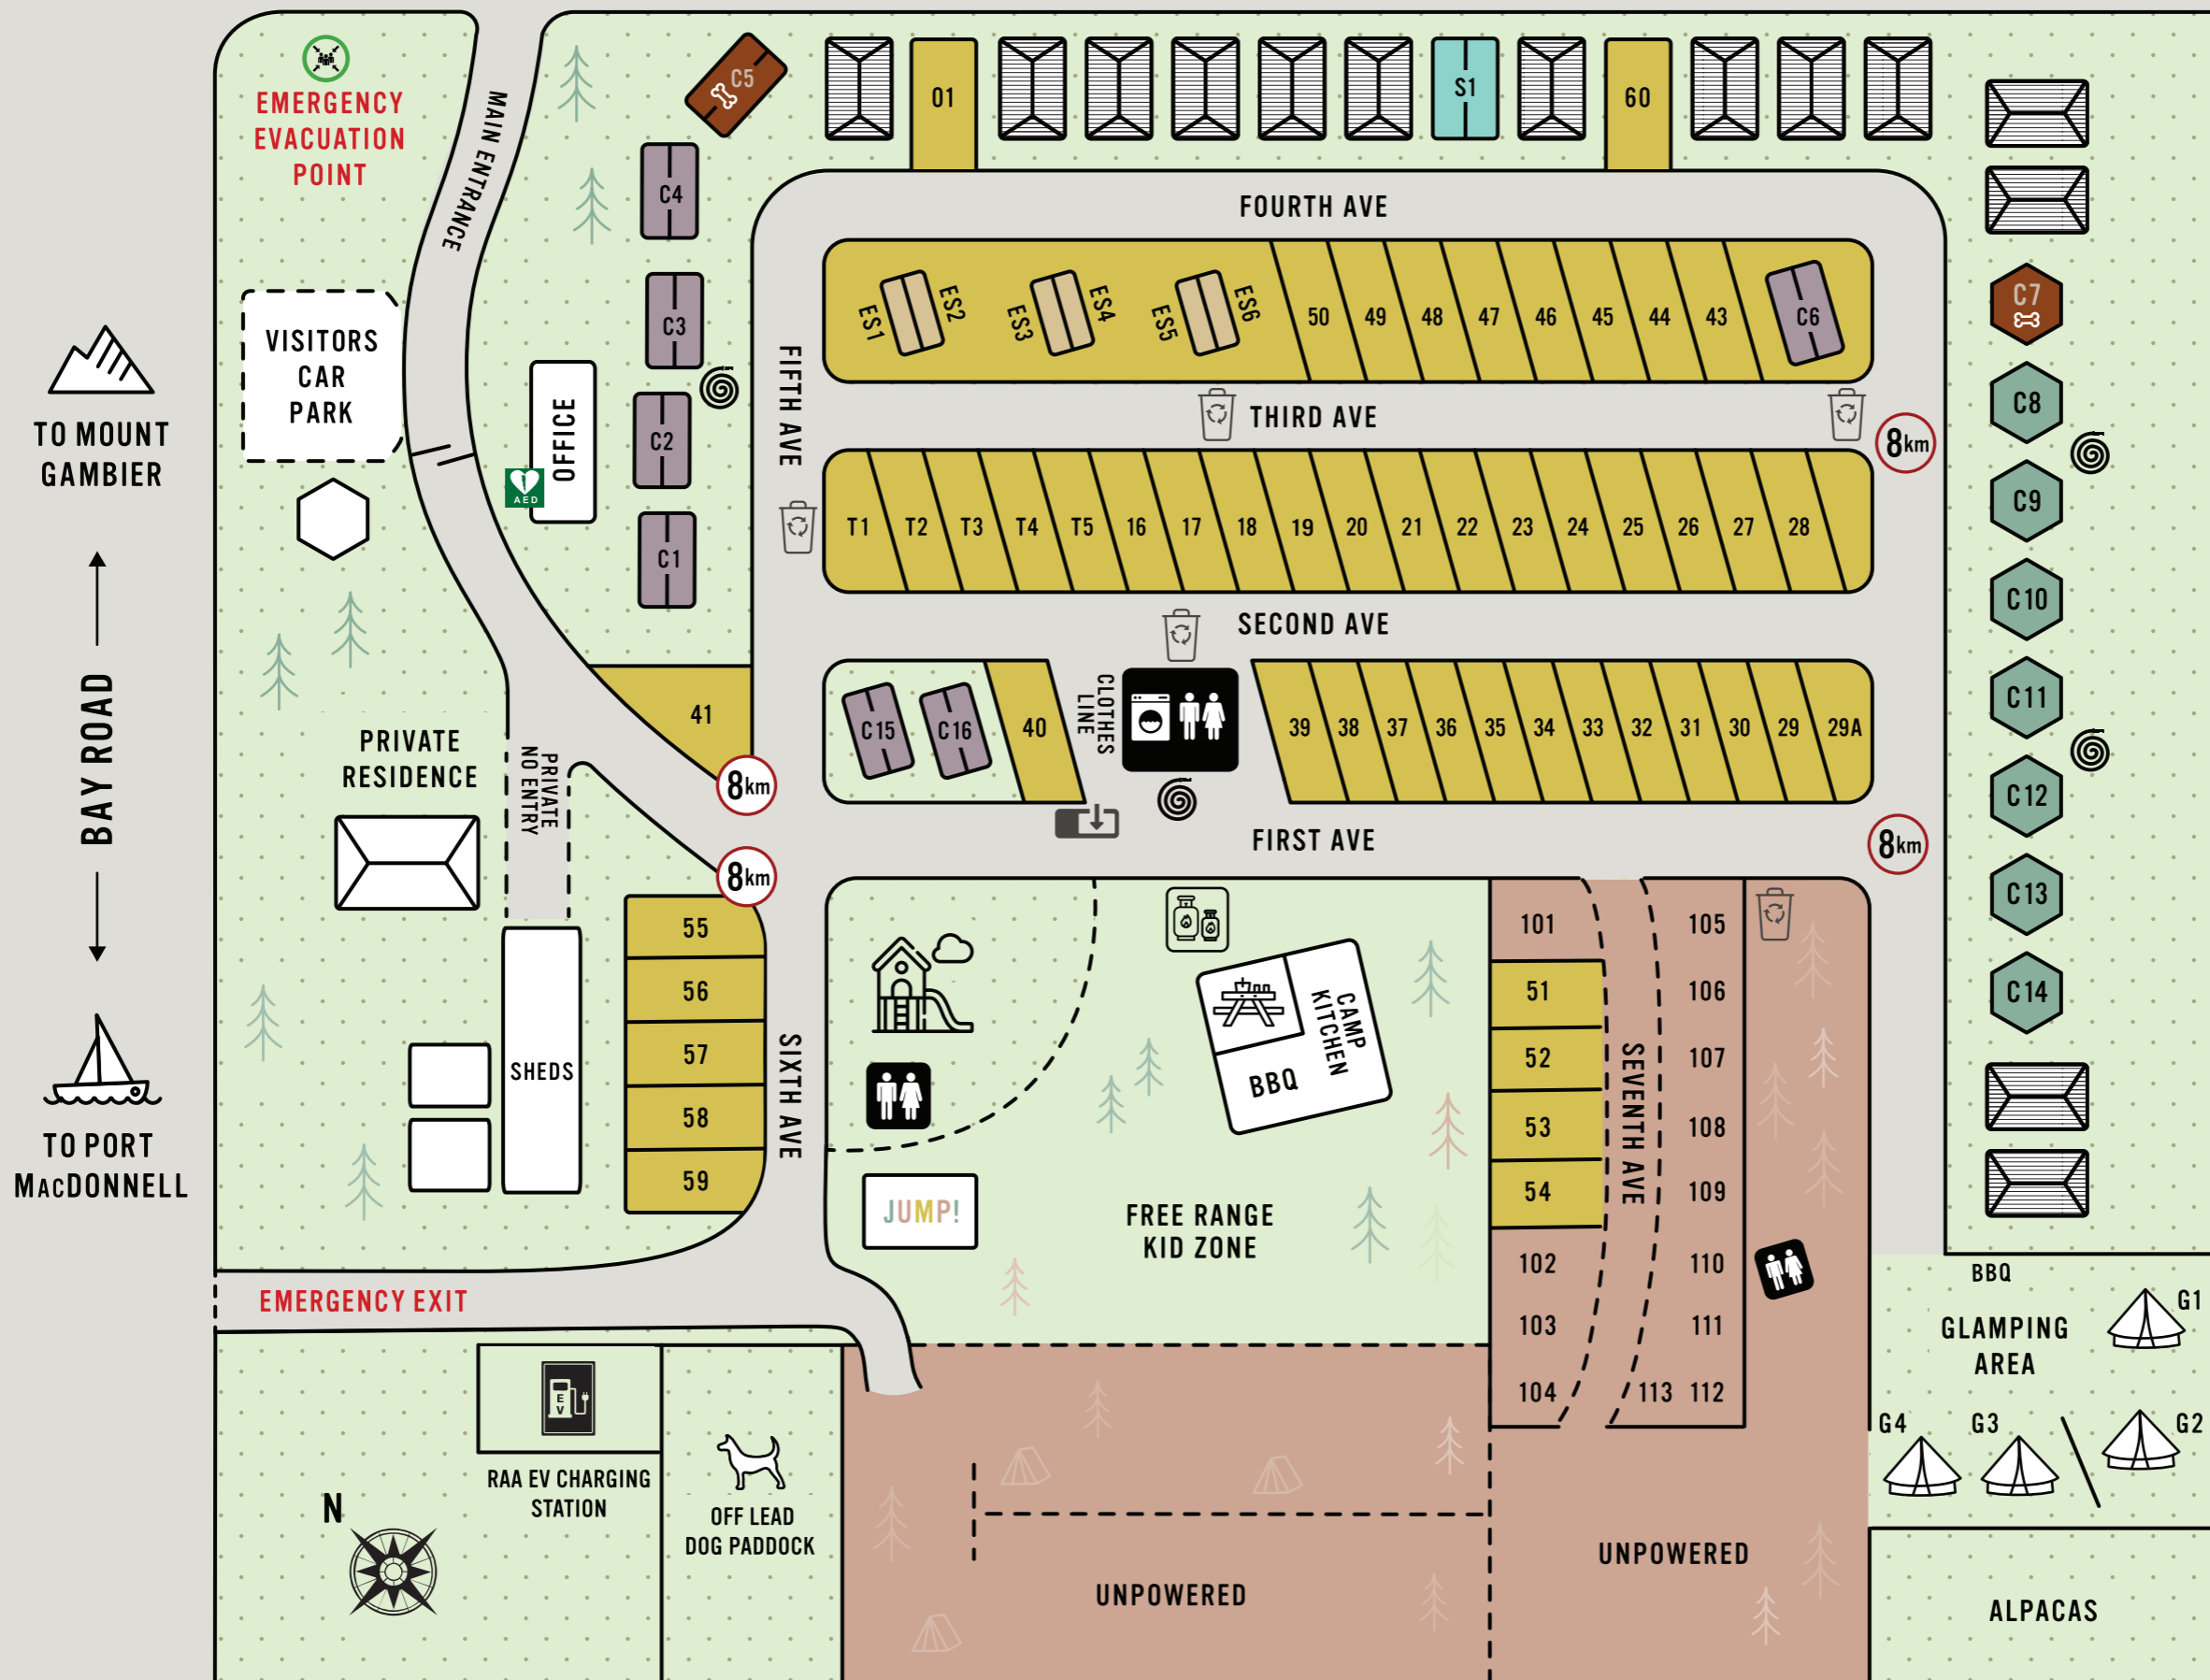 EMERGENCY
EVACUATION
POINT
MAIN ENTRANCE
C5
01
S1
60
C4
FOURTH AVE
C7
C3
ES1
ES2
ES3
ES4
ES5
ES6
50
49
48
47
46
45
44
43
C6
VISITORS
CAR
PARK
TO MOUNT
GAMBIER
OFFICE
AED
C2
FIFTH AVE
THIRD AVE
8km
C8
C9
C1
T1
T2
T3
T4
T5
16
17
18
19
20
21
22
23
24
25
26
27
28
C10
SECOND AVE
BAY ROAD
PRIVATE
RESIDENCE
PRIVATE
NO ENTRY
41
8km
C15
C16
40
CLOTHES
LINE
39
38
37
36
35
34
33
32
31
30
29
29A
C11
C12
FIRST AVE
8km
8km
C13
C14
55
56
57
58
59
SHEDS
SIXTH AVE
TO PORT
MacDONNELL
JUMP!
CAMP
KITCHEN
BBQ
FREE RANGE
KID ZONE
101
51
52
53
54
102
103
104
SEVENTH AVE
105
106
107
108
109
110
111
113
112
EMERGENCY EXIT
BBQ
GLAMPING
AREA
G1
G2
G3
G4
EV
RAA EV CHARGING
STATION
OFF LEAD
DOG PADDOCK
N
UNPOWERED
UNPOWERED
ALPACAS